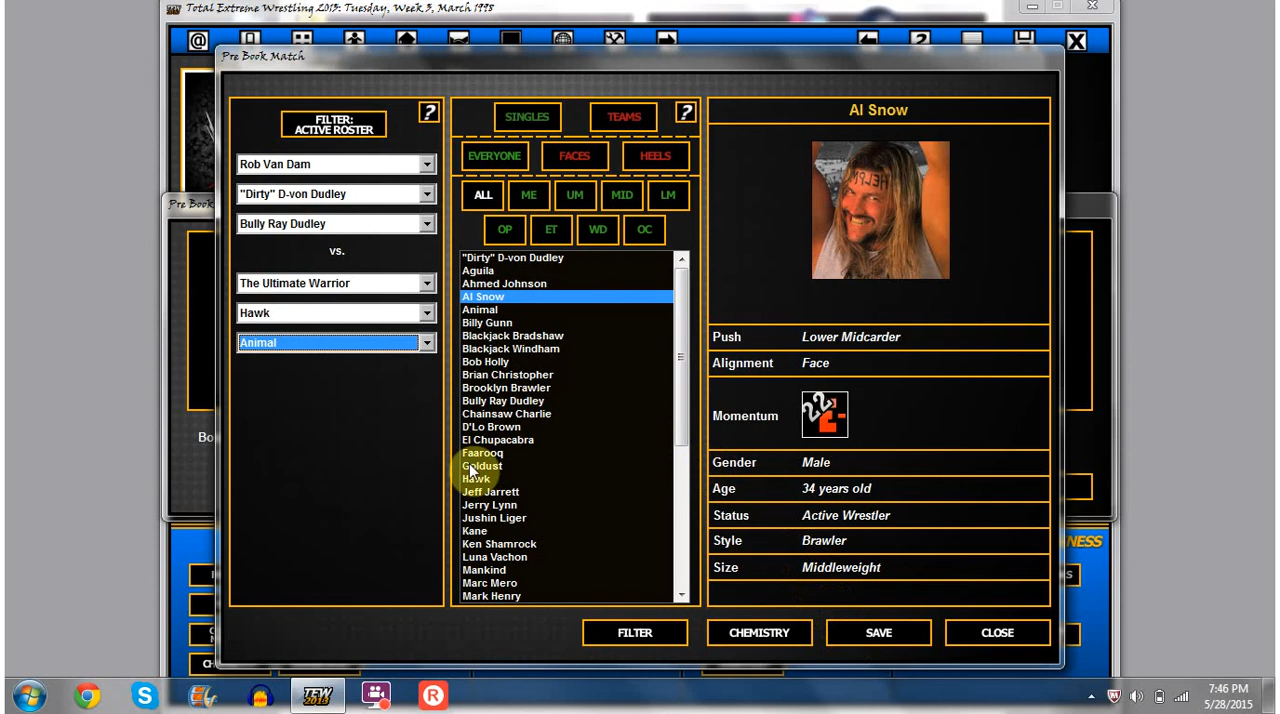 Total Extreme Wrestling 2013: Tuesday, Week 3, March 1998
Pre Book Match
FILTER:
ACTIVE ROSTER
?
Rob Van Dam
"Dirty" D-von Dudley
Bully Ray Dudley
vs.
The Ultimate Warrior
Hawk
Animal
SINGLES
TEAMS
?
EVERYONE
FACES
HEELS
ALL
ME
UM
MID
LM
OP
ET
WD
OC
"Dirty" D-von Dudley
Aguila
Ahmed Johnson
Al Snow
Animal
Billy Gunn
Blackjack Bradshaw
Blackjack Windham
Bob Holly
Brian Christopher
Brooklyn Brawler
Bully Ray Dudley
Chainsaw Charlie
D'Lo Brown
El Chupacabra
Faarooq
Goldust
Hawk
Jeff Jarrett
Jerry Lynn
Jushin Liger
Kane
Ken Shamrock
Luna Vachon
Mankind
Marc Mero
Mark Henry
Al Snow
HELP
Push Lower Midcarder
Alignment Face
Momentum
Gender Male
Age 34 years old
Status Active Wrestler
Style Brawler
Size Middleweight
FILTER
CHEMISTRY
SAVE
CLOSE
Pre Book
Bo
NESS
TEW
2013
7:46 PM
5/28/2015